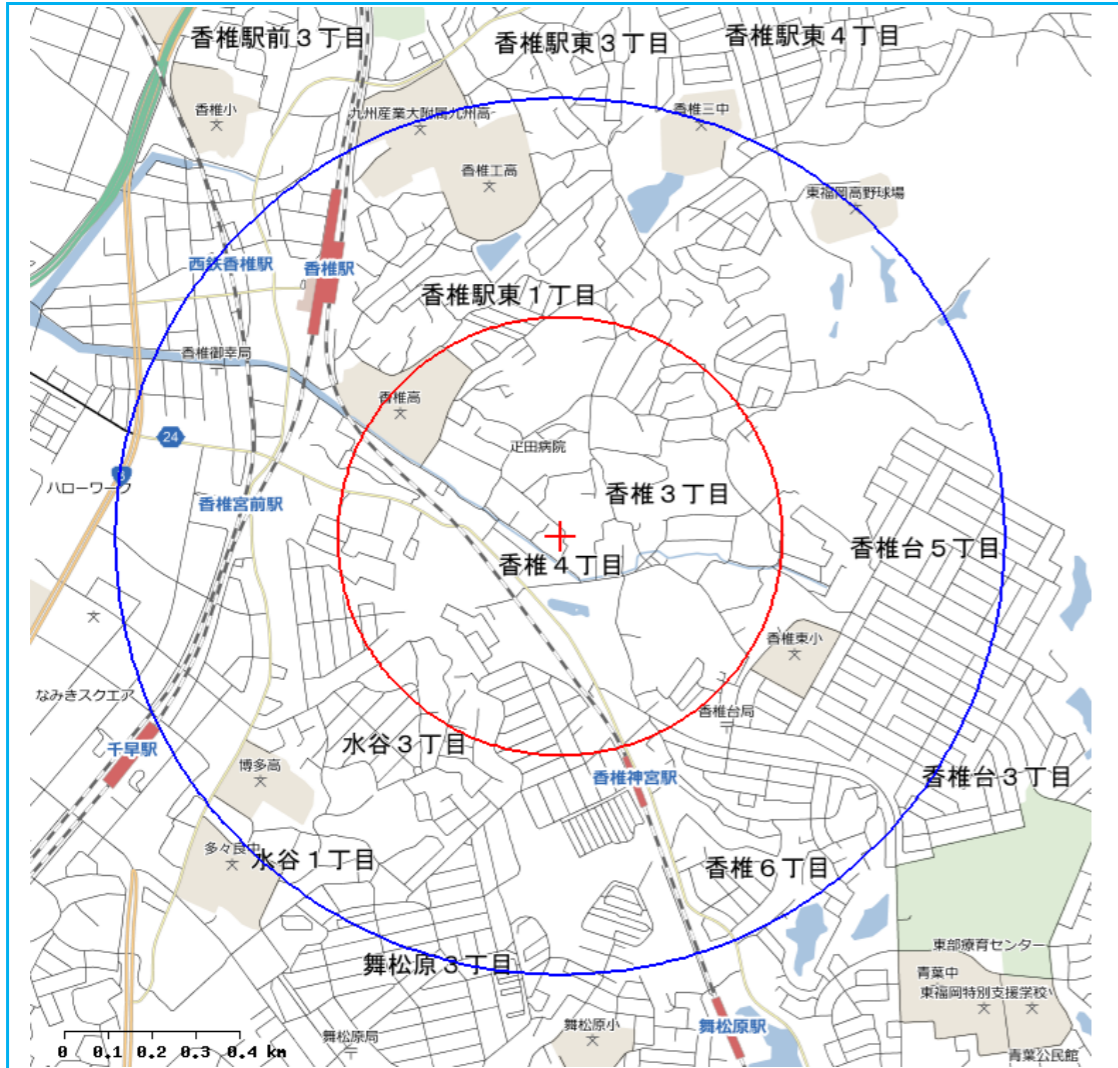 香椎駅前３丁目
香椎駅東３丁目
香椎駅東４丁目
香椎小
九州産業大附属九州高
香椎三中
香椎工高
東福岡高野球場
西鉄香椎駅
香椎駅
香椎駅東１丁目
香椎御幸局
香椎高
24
疋田病院
3
ハローワーク
香椎宮前駅
香椎３丁目
香椎４丁目
香椎台５丁目
香椎東小
なみきスクエア
香椎台局
千早駅
水谷３丁目
博多高
香椎神宮駅
香椎台３丁目
多々良中
水谷１丁目
香椎６丁目
東部療育センター
舞松原３丁目
青葉中
東福岡特別支援学校
舞松原局
舞松原小
舞松原駅
青葉公民館
0 0.1 0.2 0.3 0.4 km